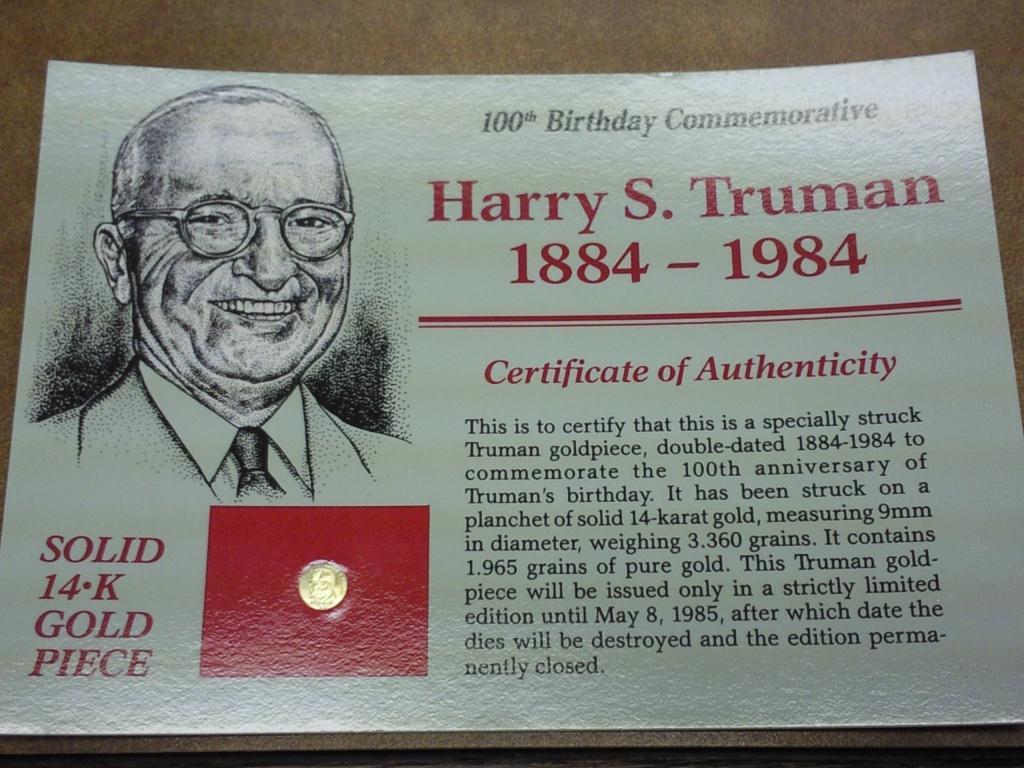 100th Birthday Commemorative
Harry S. Truman
1884 – 1984
Certificate of Authenticity
This is to certify that this is a specially struck
Truman goldpiece, double-dated 1884-1984 to
commemorate the 100th anniversary of
Truman's birthday. It has been struck on a
planchet of solid 14-karat gold, measuring 9mm
in diameter, weighing 3.360 grains. It contains
1.965 grains of pure gold. This Truman gold-
piece will be issued only in a strictly limited
edition until May 8, 1985, after which date the
dies will be destroyed and the edition perma-
nently closed.
SOLID
14•K
GOLD
PIECE